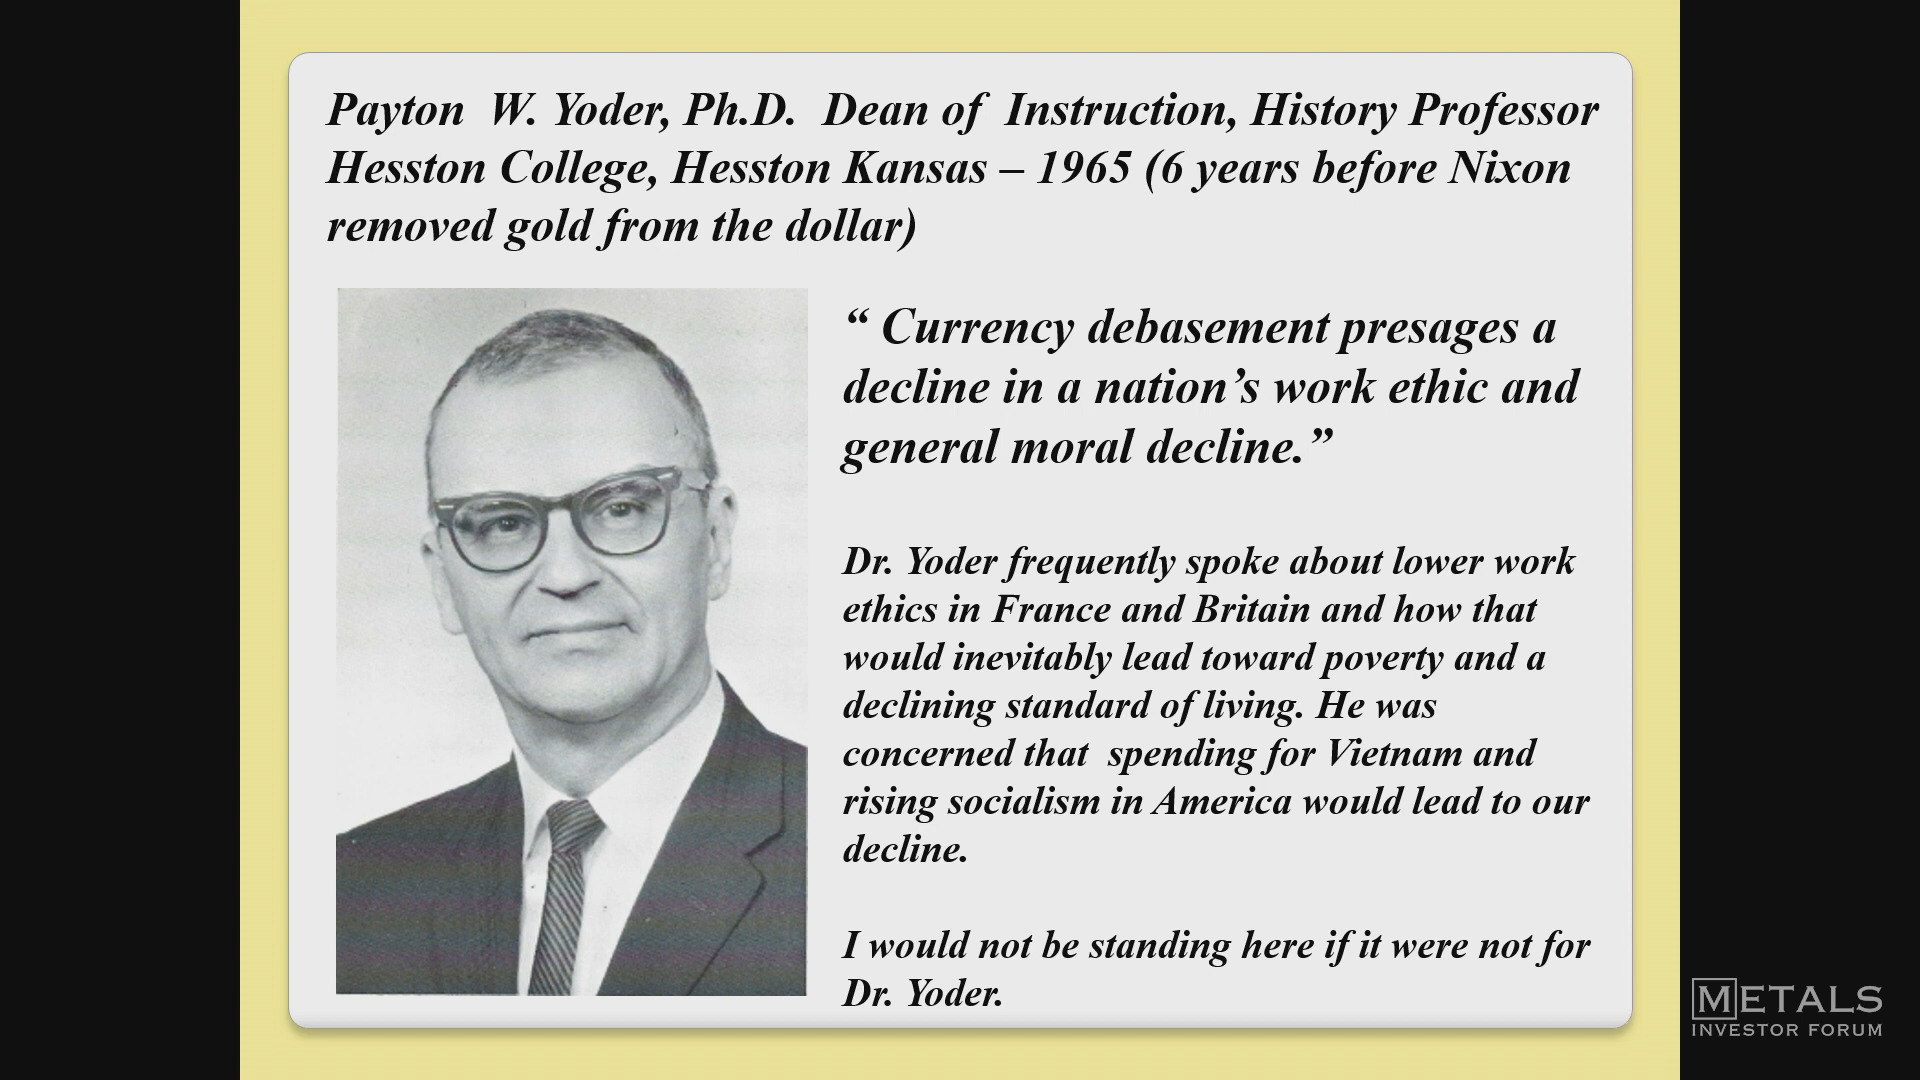 Payton W. Yoder, Ph.D. Dean of Instruction, History Professor
Hesston College, Hesston Kansas – 1965 (6 years before Nixon
removed gold from the dollar)
“ Currency debasement presages a
decline in a nation’s work ethic and
general moral decline.”
Dr. Yoder frequently spoke about lower work
ethics in France and Britain and how that
would inevitably lead toward poverty and a
declining standard of living. He was
concerned that spending for Vietnam and
rising socialism in America would lead to our
decline.
I would not be standing here if it were not for
Dr. Yoder.
METALS
INVESTOR FORUM